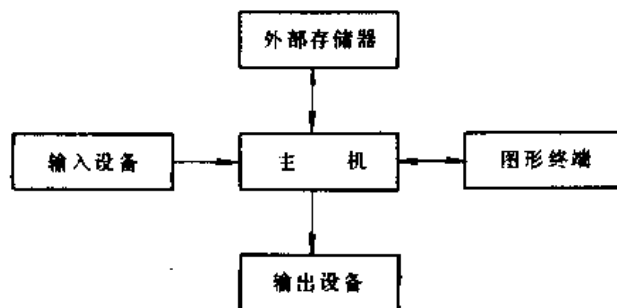 外部存储器
输入设备
主 机
图形终端
输出设备